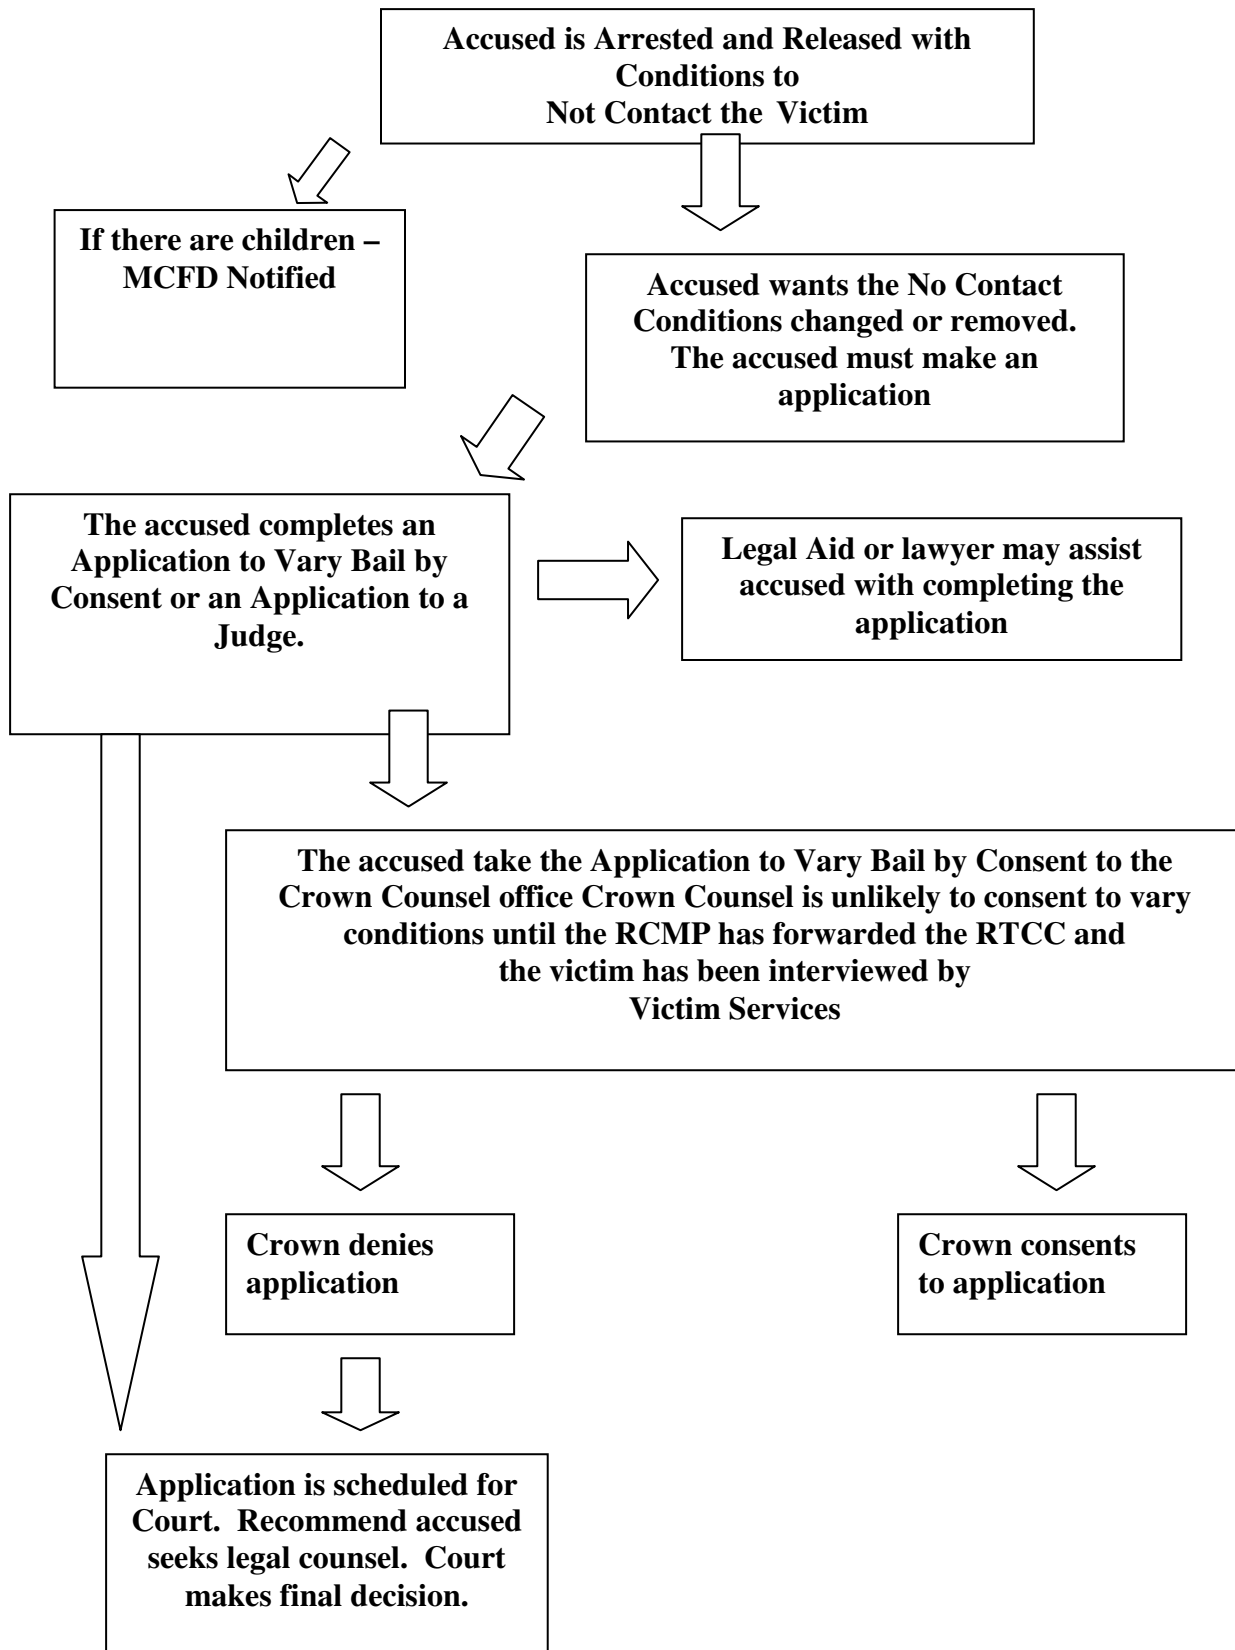 Accused is Arrested and Released with
Conditions to
Not Contact the Victim
If there are children –
MCFD Notified
Accused wants the No Contact
Conditions changed or removed.
The accused must make an
application
The accused completes an
Application to Vary Bail by
Consent or an Application to a
Judge.
Legal Aid or lawyer may assist
accused with completing the
application
The accused take the Application to Vary Bail by Consent to the
Crown Counsel office Crown Counsel is unlikely to consent to vary
conditions until the RCMP has forwarded the RTCC and
the victim has been interviewed by
Victim Services
Crown denies
application
Crown consents
to application
Application is scheduled for
Court. Recommend accused
seeks legal counsel. Court
makes final decision.